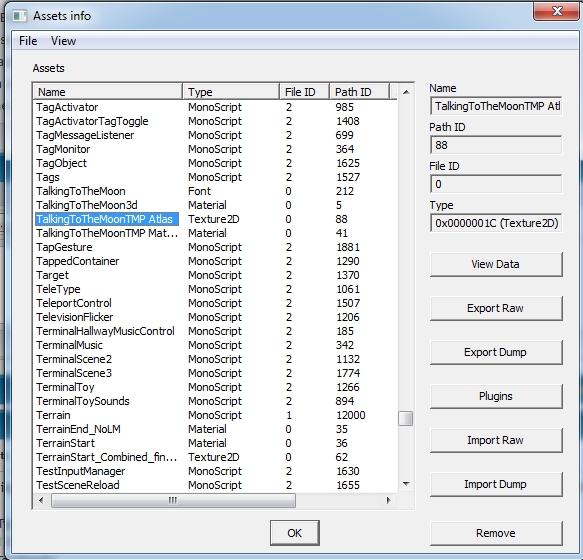 Assets info
File View
Assets
Name Type File ID Path ID
TagActivator MonoScript 2 985
TagActivatorTagToggle MonoScript 2 1408
TagMessageListener MonoScript 2 699
TagMonitor MonoScript 2 364
TagObject MonoScript 2 1625
Tags MonoScript 2 1527
TalkingToTheMoon Font 0 212
TalkingToTheMoon3d Material 0 5
TalkingToTheMoonTMP Atlas Texture2D 0 88
TalkingToTheMoonTMP Mat... Material 0 41
TapGesture MonoScript 2 1881
TappedContainer MonoScript 2 1290
Target MonoScript 2 1370
TeleType MonoScript 2 1061
TeleportControl MonoScript 2 1507
TelevisionFlicker MonoScript 2 1206
TerminalHallwayMusicControl MonoScript 2 185
TerminalMusic MonoScript 2 342
TerminalScene2 MonoScript 2 1132
TerminalScene3 MonoScript 2 1774
TerminalToy MonoScript 2 1266
TerminalToySounds MonoScript 2 894
Terrain MonoScript 1 12000
TerrainEnd_NoLM Material 0 35
TerrainStart Material 0 36
TerrainStart_Combined_fin... Texture2D 0 62
TestInputManager MonoScript 2 1630
TestSceneReload MonoScript 2 1655
Name
TalkingToTheMoonTMP Atl
Path ID
88
File ID
0
Type
0x0000001C (Texture2D)
View Data
Export Raw
Export Dump
Plugins
Import Raw
Import Dump
Remove
OK